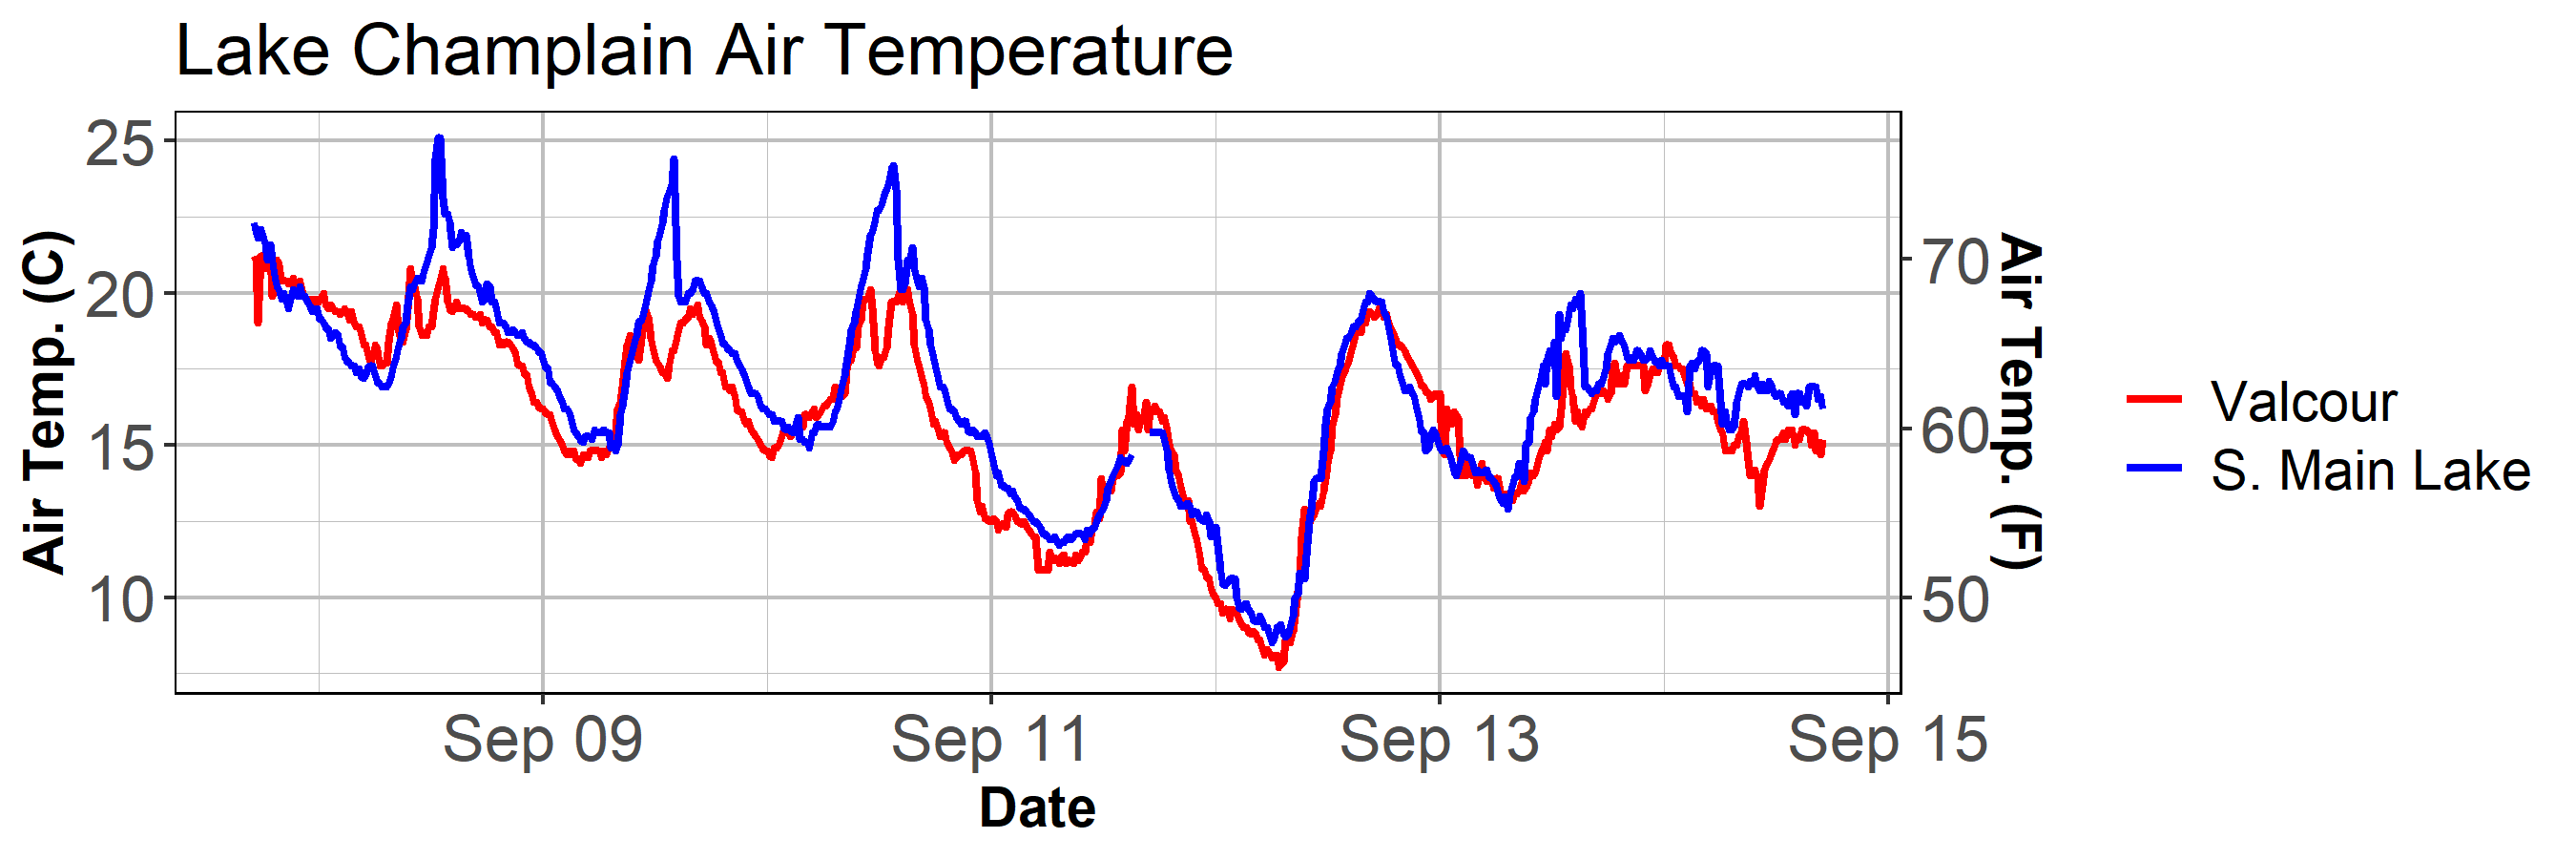 Lake Champlain Air Temperature
Air Temp. (C)
25
20
15
10
70
60
50
Air Temp. (F)
Sep 09
Sep 11
Sep 13
Sep 15
Date
Valcour
S. Main Lake